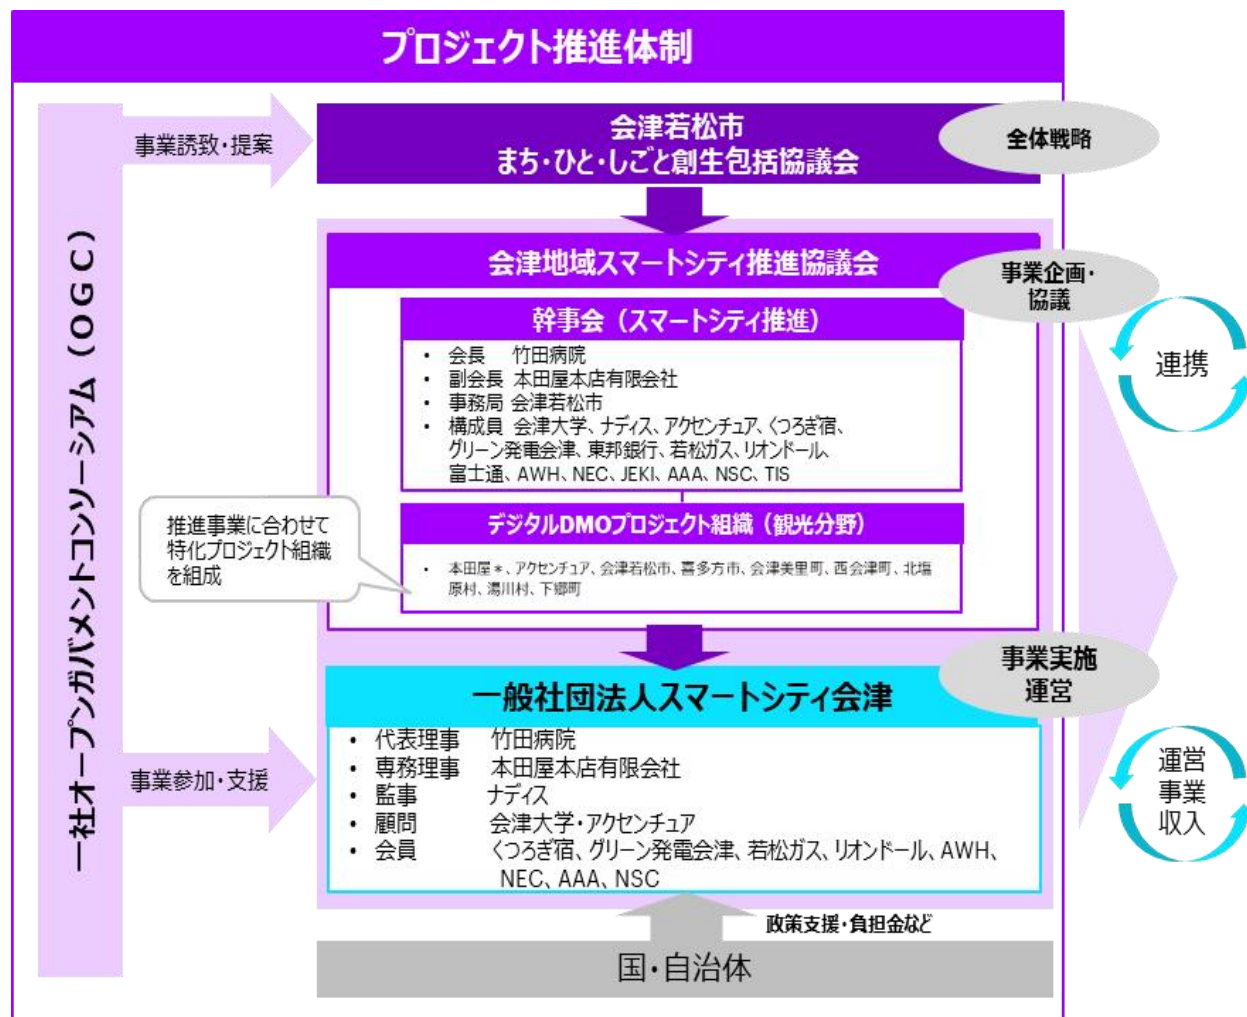 プロジェクト推進体制
一社オープンガバメントコンソーシアム（ＯＧＣ）
事業誘致・提案
会津若松市
まち・ひと・しごと創生包括協議会
全体戦略
会津地域スマートシティ推進協議会
事業企画・
協議
幹事会（スマートシティ推進）
• 会長　竹田病院
• 副会長 本田屋本店有限会社
• 事務局 会津若松市
• 構成員 会津大学、ナディス、アクセンチュア、くつろぎ宿、
グリーン発電会津、東邦銀行、若松ガス、リオンドール、
富士通、AWH、NEC、JEKI、AAA、NSC、TIS
連携
推進事業に合わせて
特化プロジェクト組織
を組成
デジタルDMOプロジェクト組織（観光分野）
• 本田屋＊、アクセンチュア、会津若松市、喜多方市、会津美里町、西会津町、北塩
原村、湯川村、下郷町
事業実施
運営
一般社団法人スマートシティ会津
• 代表理事　竹田病院
• 専務理事　本田屋本店有限会社
• 監事　ナディス
• 顧問　会津大学・アクセンチュア
• 会員　くつろぎ宿、グリーン発電会津、若松ガス、リオンドール、AWH、
NEC、AAA、NSC
事業参加・支援
運営
事業
収入
政策支援・負担金など
国・自治体